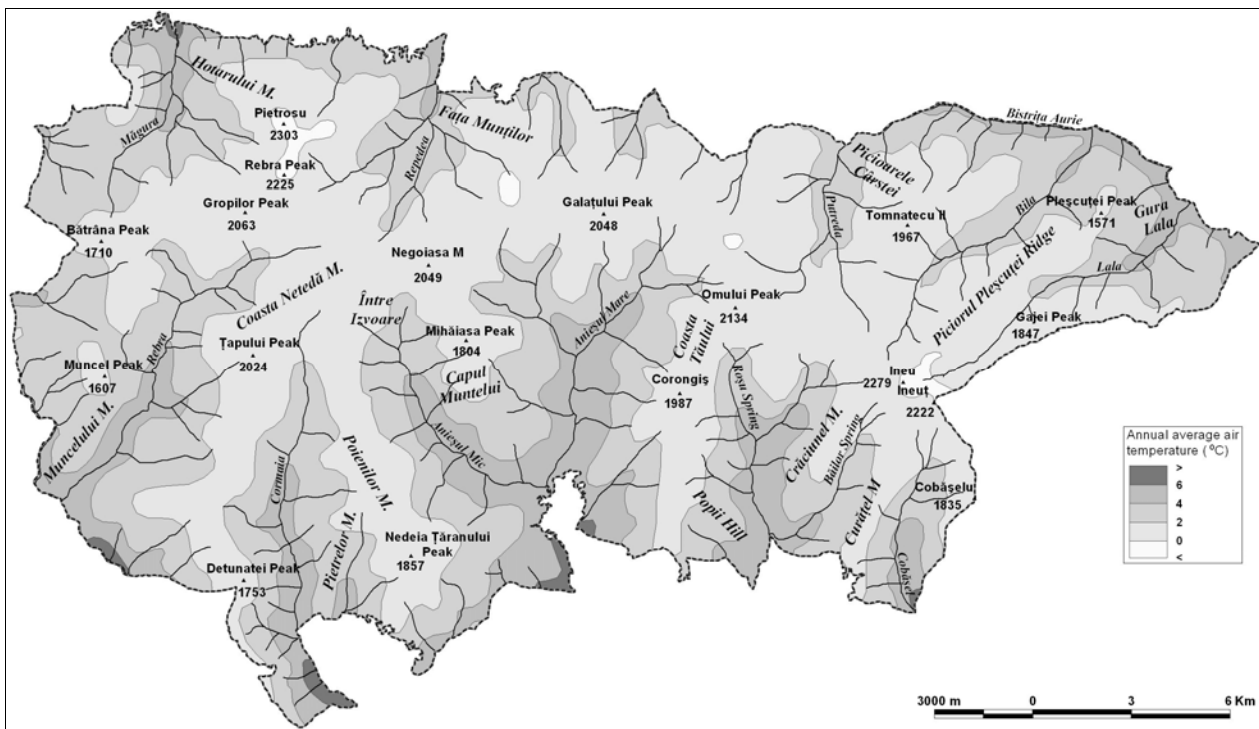 Hotarului M.
Pietrosu
2303
Măgura
Rebra Peak
2225
Repedea
Fața Munților
Gropilor Peak
2063
Bătrâna Peak
1710
Negoiasa M
2049
Galațului Peak
2048
Picioarele
Cârstei
Bistrița Aurie
Putreda
Tomnatecu II
1967
Bila
Pleșcuței Peak
1571
Gura
Lala
Lala
Piciorul Pleșcuței Ridge
Gajei Peak
1847
Coasta Netedă M.
Între
Izvoare
Mihăiasa Peak
1804
Caput
Muntelui
Anieșul Mare
Omului Peak
2134
Coasta
Tăului
Rebra
Țapului Peak
2024
Muncel Peak
1607
Muncelului M.
Corongiș
1987
Roșu Spring
Ineu
2279
Ineuț
2222
Crăciunel M.
Băilor Spring
Anieșul Mic
Cormaia
Poienilor M.
Popii Hill
Curățel M
Cobășelu
1835
Cobășel
Pietrelor M.
Nedeia Țăranului
Peak
1857
Detunatei Peak
1753
Annual average air
temperature (°C)
>
6
4
2
0
<
3000 m 0 3 6 Km